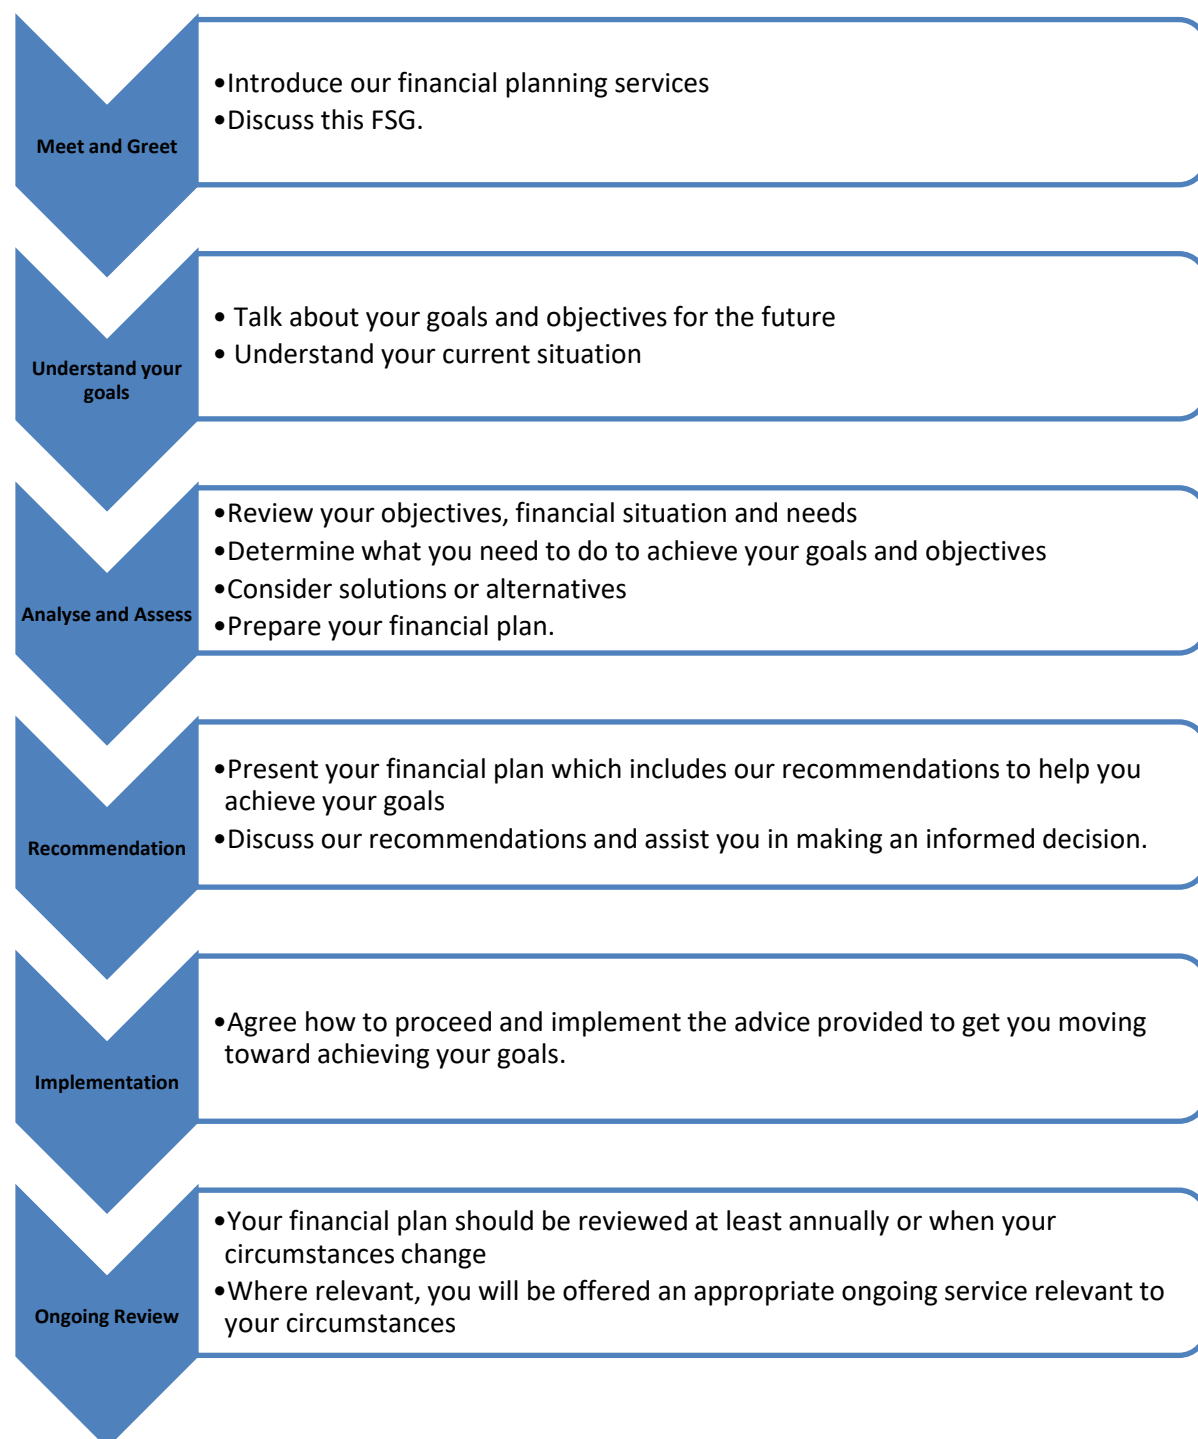 Meet and Greet
•Introduce our financial planning services
•Discuss this FSG.
Understand your
goals
• Talk about your goals and objectives for the future
• Understand your current situation
Analyse and Assess
•Review your objectives, financial situation and needs
•Determine what you need to do to achieve your goals and objectives
•Consider solutions or alternatives
•Prepare your financial plan.
Recommendation
•Present your financial plan which includes our recommendations to help you
achieve your goals
•Discuss our recommendations and assist you in making an informed decision.
Implementation
•Agree how to proceed and implement the advice provided to get you moving
toward achieving your goals.
Ongoing Review
•Your financial plan should be reviewed at least annually or when your
circumstances change
•Where relevant, you will be offered an appropriate ongoing service relevant to
your circumstances